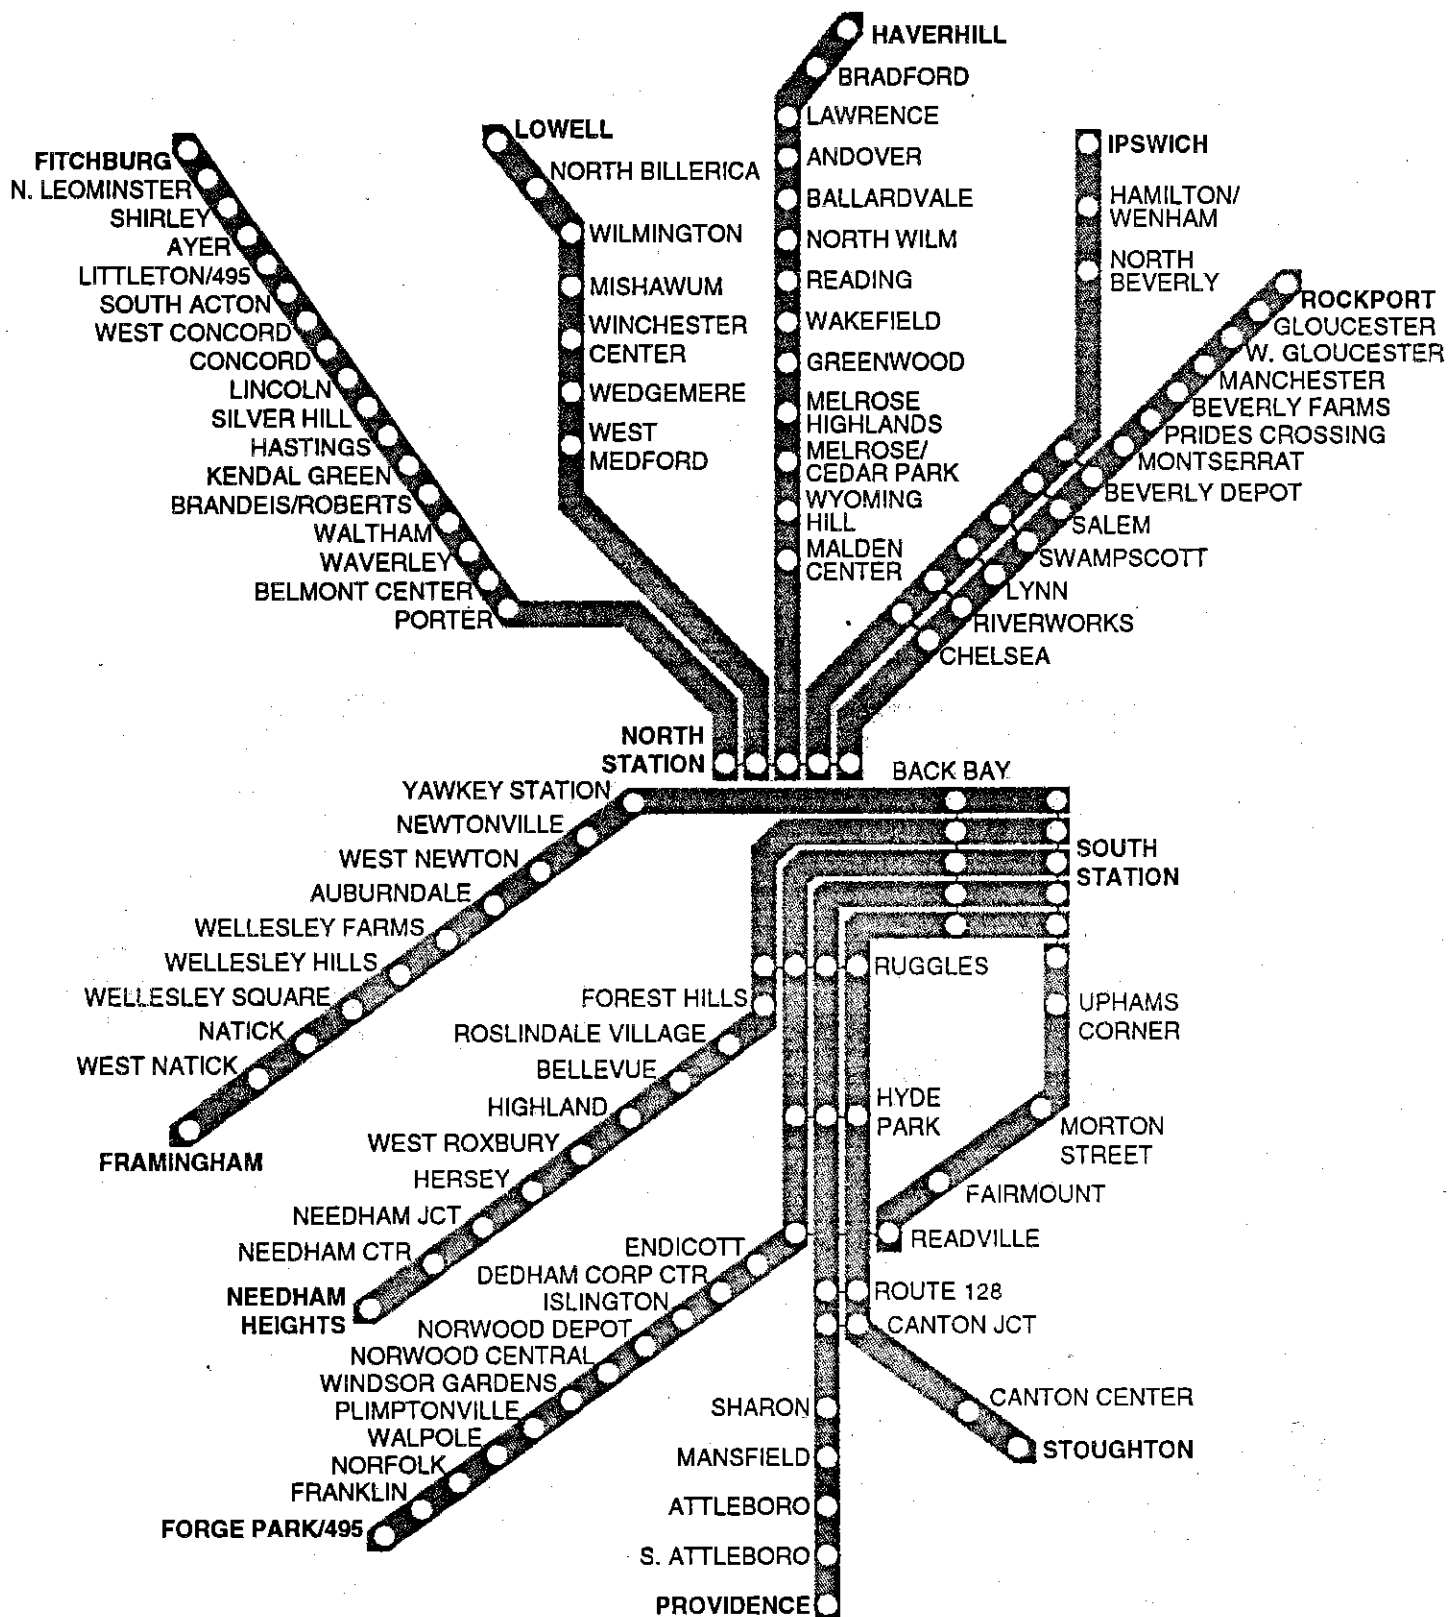 HAVERHILL
BRADFORD
LAWRENCE
ANDOVER
BALLARDVALE
NORTH WILM
READING
WAKEFIELD
GREENWOOD
MELROSE
HIGHLANDS
MELROSE/
CEDAR PARK
WYOMING
HILL
MALDEN
CENTER
FITCHBURG
N. LEOMINSTER
SHIRLEY
AYER
LITTLETON/495
SOUTH ACTON
WEST CONCORD
CONCORD
LINCOLN
SILVER HILL
HASTINGS
KENDAL GREEN
BRANDEIS/ROBERTS
WALTHAM
WAVERLEY
BELMONT CENTER
PORTER
LOWELL
NORTH BILLERICA
WILMINGTON
MISHAWUM
WINCHESTER
CENTER
WEDGEMERE
WEST
MEDFORD
IPSWICH
HAMILTON/
WENHAM
NORTH
BEVERLY
ROCKPORT
GLOUCESTER
W. GLOUCESTER
MANCHESTER
BEVERLY FARMS
PRIDES CROSSING
MONTSERRAT
BEVERLY DEPOT
SALEM
SWAMPSCOTT
LYNN
RIVERWORKS
CHELSEA
NORTH
STATION
BACK BAY
SOUTH
STATION
YAWKEY STATION
NEWTONVILLE
WEST NEWTON
AUBURNDALE
WELLESLEY FARMS
WELLESLEY HILLS
WELLESLEY SQUARE
NATICK
WEST NATICK
FRAMINGHAM
RUGGLES
FOREST HILLS
ROSLINDALE VILLAGE
BELLEVUE
HIGHLAND
WEST ROXBURY
HERSEY
NEEDHAM JCT
NEEDHAM CTR
NEEDHAM
HEIGHTS
UPHAMS
CORNER
HYDE
PARK
MORTON
STREET
FAIRMOUNT
READVILLE
ENDICOTT
DEDHAM CORP CTR
ISLINGTON
NORWOOD DEPOT
NORWOOD CENTRAL
WINDSOR GARDENS
PLIMPTONVILLE
WALPOLE
NORFOLK
FRANKLIN
FORGE PARK/495
ROUTE 128
CANTON JCT
CANTON CENTER
STOUGHTON
SHARON
MANSFIELD
ATTLEBORO
S. ATTLEBORO
PROVIDENCE